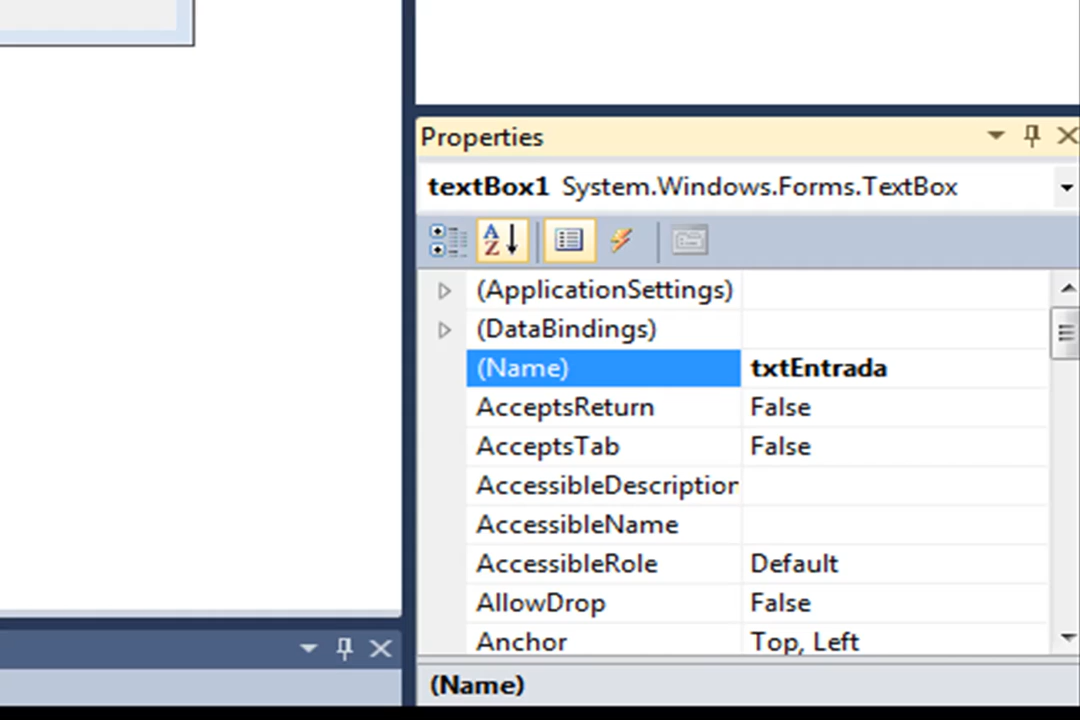 Properties
textBox1 System.Windows.Forms.TextBox
(ApplicationSettings)
(DataBindings)
(Name) txtEntrada
AcceptsReturn False
AcceptsTab False
AccessibleDescription
AccessibleName
AccessibleRole Default
AllowDrop False
Anchor Top, Left
(Name)